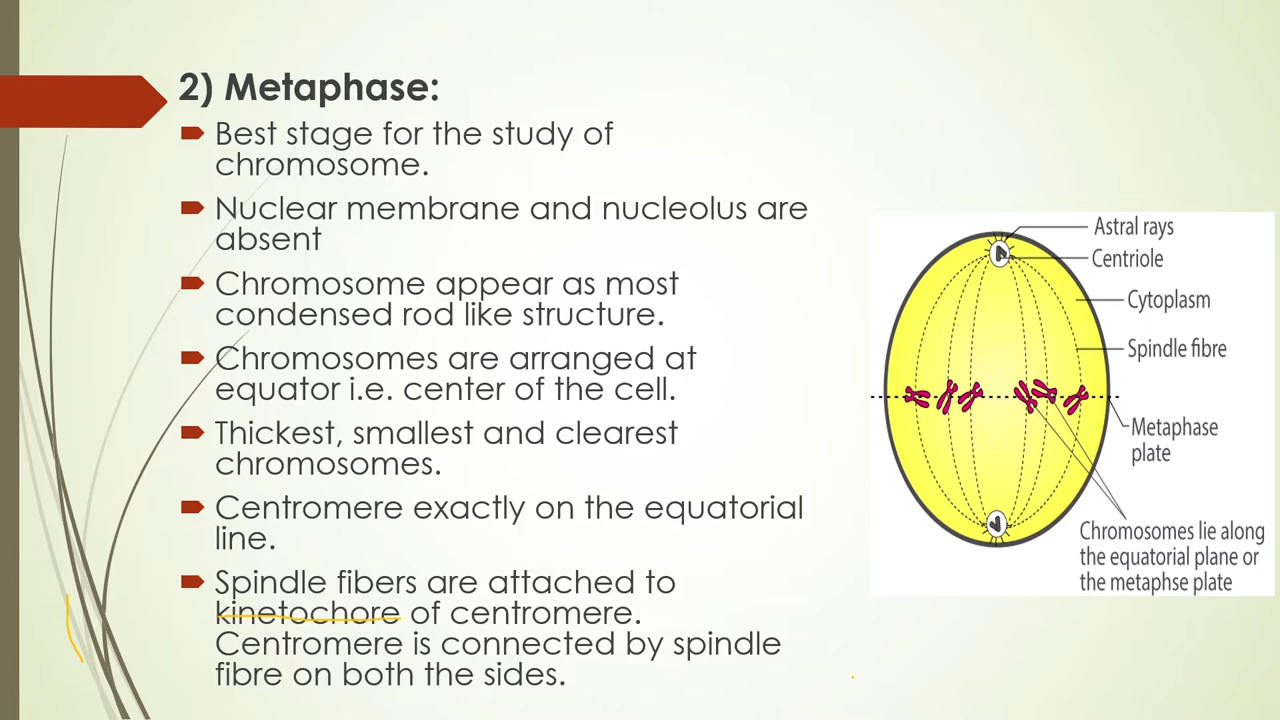 2) Metaphase:
Best stage for the study of
chromosome.
Nuclear membrane and nucleolus are
absent
Chromosome appear as most
condensed rod like structure.
Chromosomes are arranged at
equator i.e. center of the cell.
Thickest, smallest and clearest
chromosomes.
Centromere exactly on the equatorial
line.
Spindle fibers are attached to
kinetochore of centromere.
Centromere is connected by spindle
fibre on both the sides.
Astral rays
Centriole
Cytoplasm
Spindle fibre
Metaphase
plate
Chromosomes lie along
the equatorial plane or
the metaphse plate